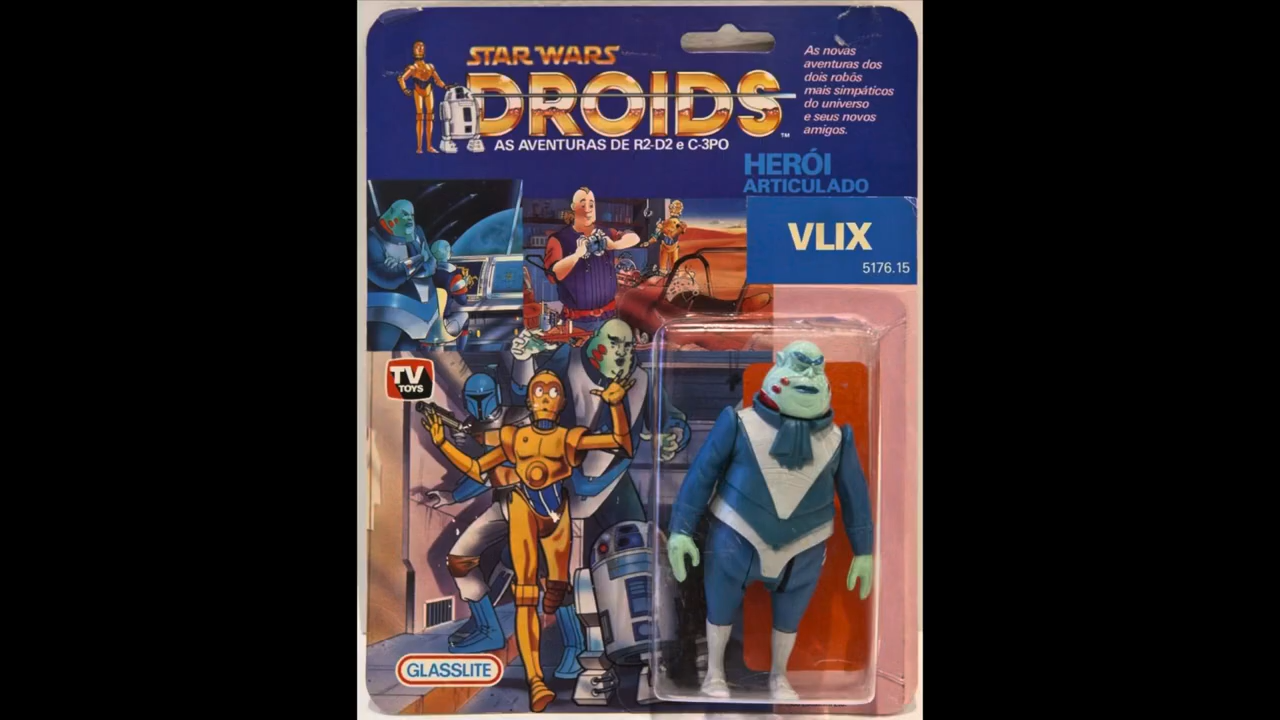 STAR WARS
DROIDS
TM
AS AVENTURAS DE R2-D2 e C-3PO
As novas
aventuras dos
dois robôs
mais simpáticos
do universo
e seus novos
amigos.
HERÓI
ARTICULADO
VLIX
5176.15
TV
TOYS
GLASSLITE